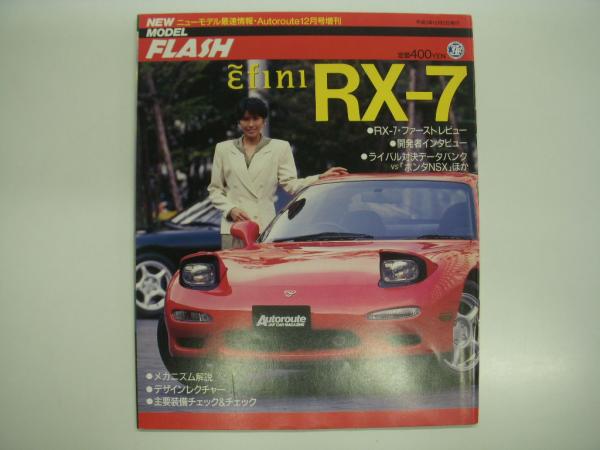 NEW
MODEL
FLASH
ニューモデル最速情報・Autoroute12月号増刊
定価400YEN
ẽfini
RX-7
●RX-7・ファーストレビュー
●開発者インタビュー
●ライバル対決データバンク
vs「ホンダNSX」ほか
Autoroute
JAF CAR MAGAZINE
●メカニズム解説
●デザインレクチャー
●主要装備チェック&チェック